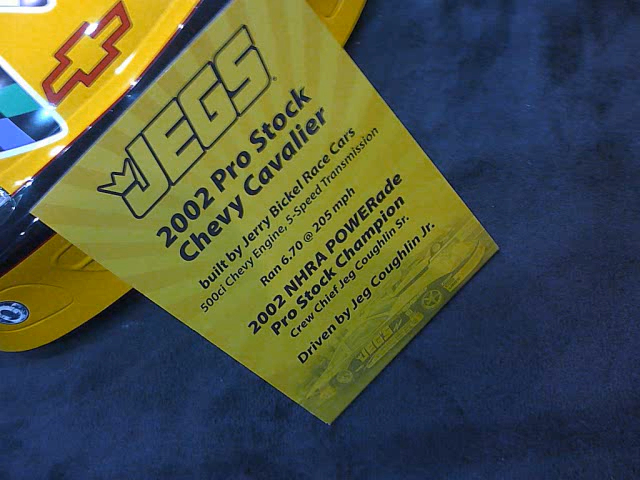 JEGS
2002 Pro Stock
Chevy Cavalier
built by Jerry Bickel Race Cars
500ci Chevy Engine, 5-Speed Transmission
Ran 6.70 @ 205 mph
2002 NHRA POWERade
Pro Stock Champion
Crew Chief Jeg Coughlin Sr.
Driven by Jeg Coughlin Jr.
JEGS